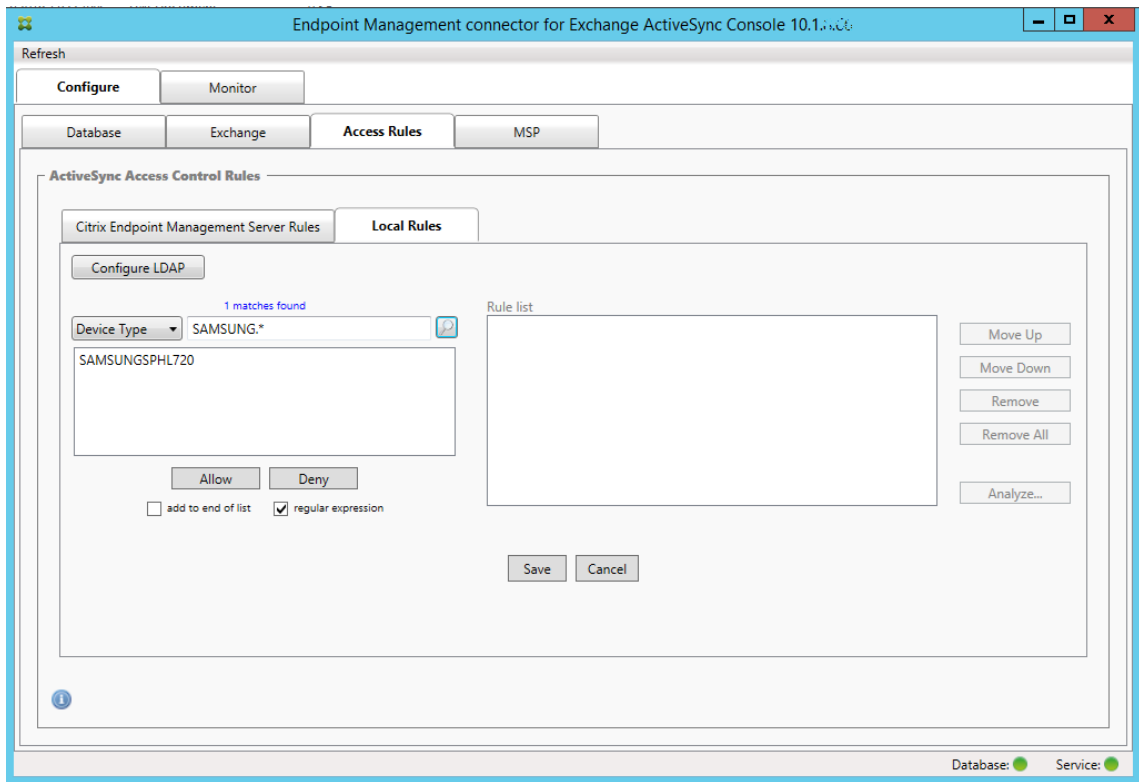 Endpoint Management connector for Exchange ActiveSync Console 10.1.
Refresh
Configure Monitor
Database Exchange Access Rules MSP
ActiveSync Access Control Rules
Citrix Endpoint Management Server Rules Local Rules
Configure LDAP
1 matches found Rule list
Device Type SAMSUNG.*
Move Up
SAMSUNGSPHL720
Move Down
Remove
Remove All
Allow Deny
Analyze...
add to end of list regular expression
Save Cancel
Database: Service: